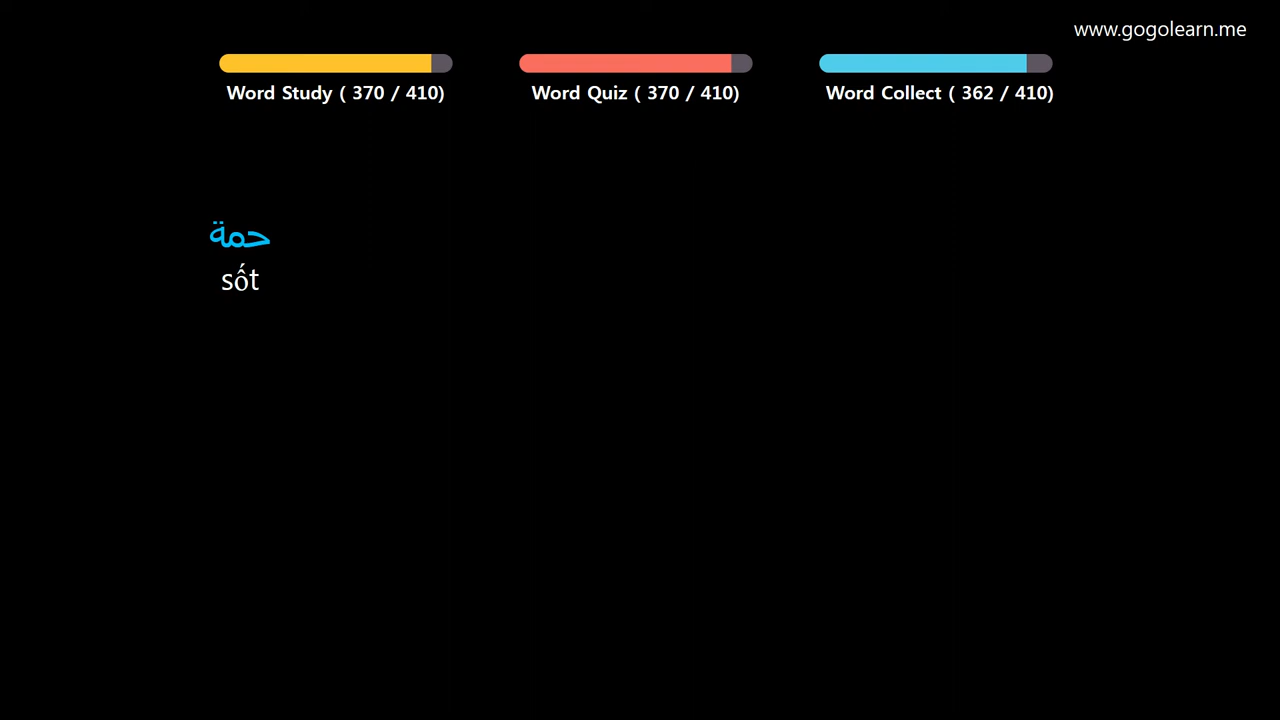 www.gogolearn.me
Word Study ( 370 / 410)
Word Quiz ( 370 / 410)
Word Collect ( 362 / 410)
حمة
sốt